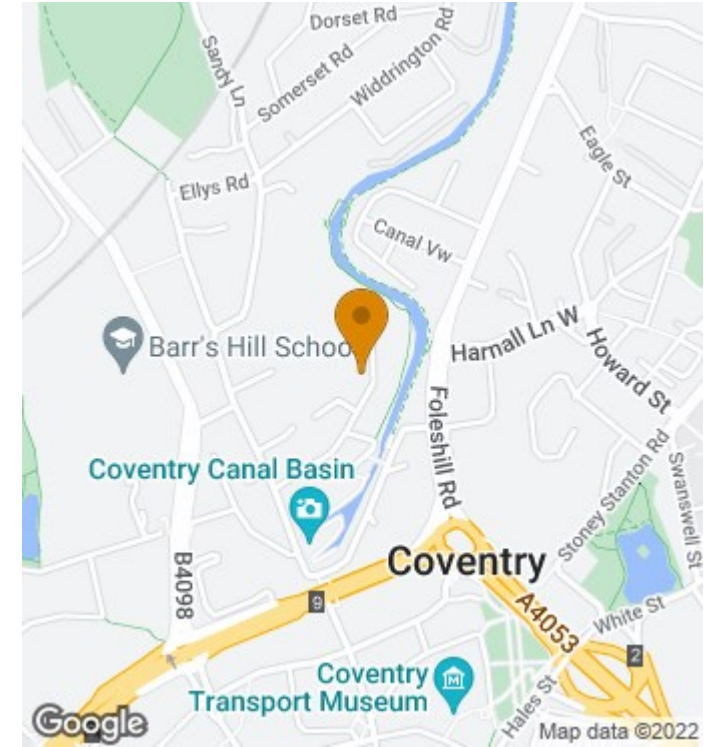 Dorset Rd
Sandy Ln
Somerset Rd
Widdrington Rd
Eagle St
Ellys Rd
Canal Vw
Barr's Hill School
Harnall Ln W
Howard St
Foleshill Rd
Stoney Stanton Rd
Swanswell St
Coventry Canal Basin
B4098
Coventry
9
A4053
White St
2
Coventry
Transport Museum
M
Hales St
Google
Map data ©2022